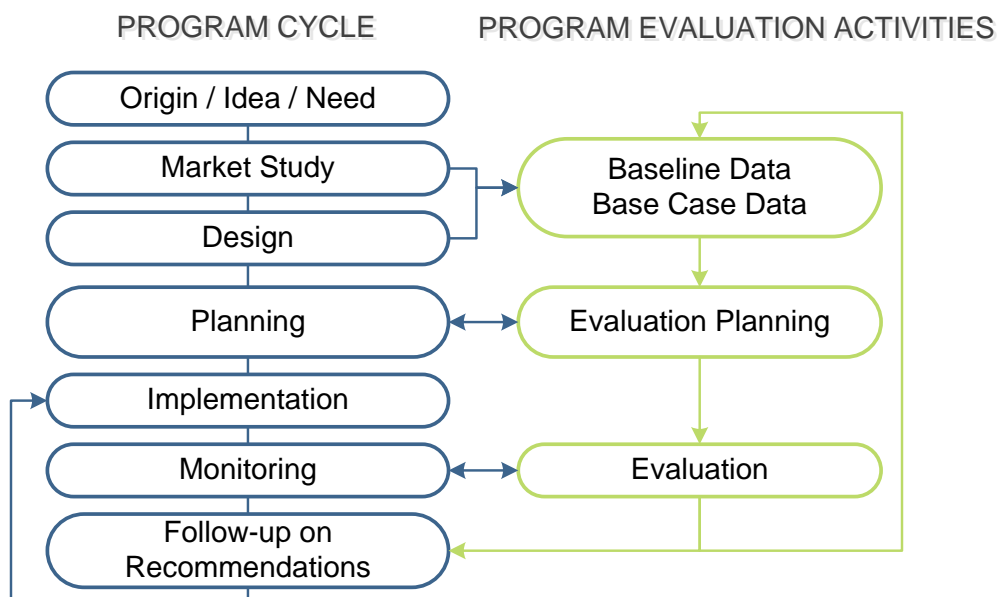 PROGRAM CYCLE
PROGRAM EVALUATION ACTIVITIES
Origin / Idea / Need
Market Study
Design
Planning
Implementation
Monitoring
Follow-up on
Recommendations
Baseline Data
Base Case Data
Evaluation Planning
Evaluation